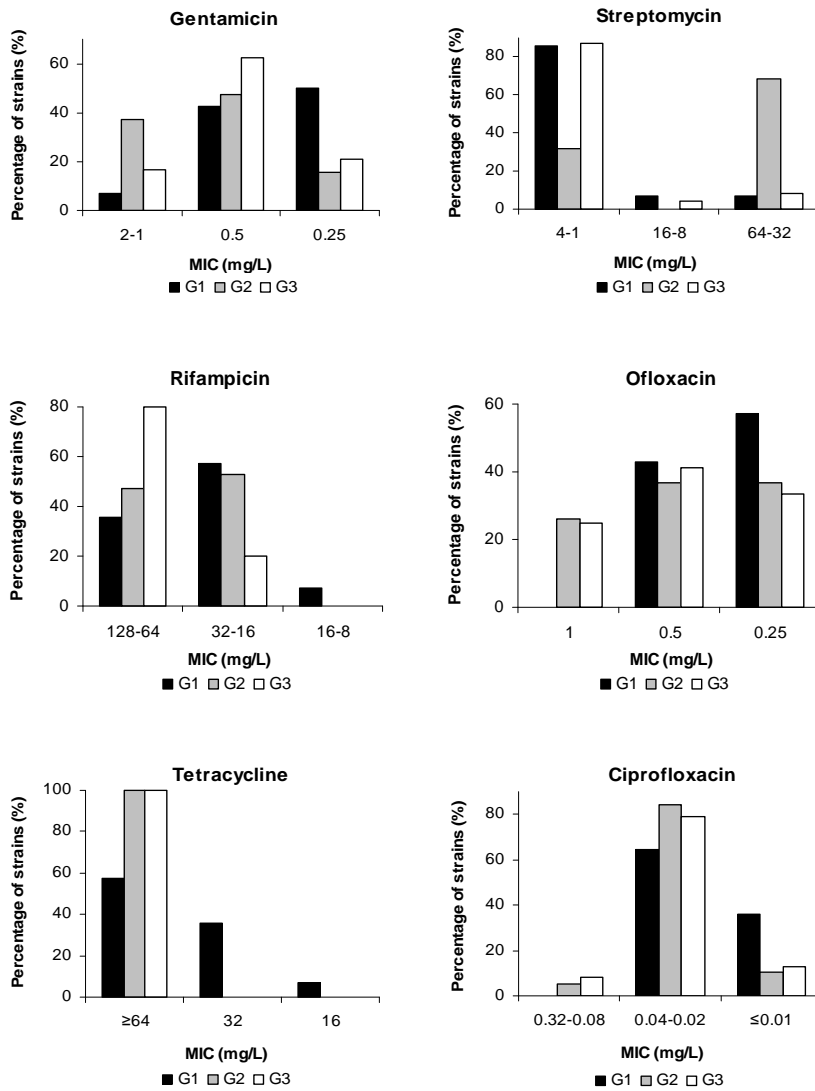 Gentamicin
Percentage of strains (%)
60
40
20
0
2-1 0.5 0.25
MIC (mg/L)
G1 G2 G3
Streptomycin
Percentage of strains (%)
80
60
40
20
0
4-1 16-8 64-32
MIC (mg/L)
G1 G2 G3
Rifampicin
Percentage of strains (%)
80
60
40
20
0
128-64 32-16 16-8
MIC (mg/L)
G1 G2 G3
Ofloxacin
Percentage of strains (%)
60
40
20
0
1 0.5 0.25
MIC (mg/L)
G1 G2 G3
Tetracycline
Percentage of strains (%)
100
80
60
40
20
0
≥64 32 16
MIC (mg/L)
G1 G2 G3
Ciprofloxacin
Percentage of strains (%)
80
60
40
20
0
0.32-0.08 0.04-0.02 ≤0.01
MIC (mg/L)
G1 G2 G3